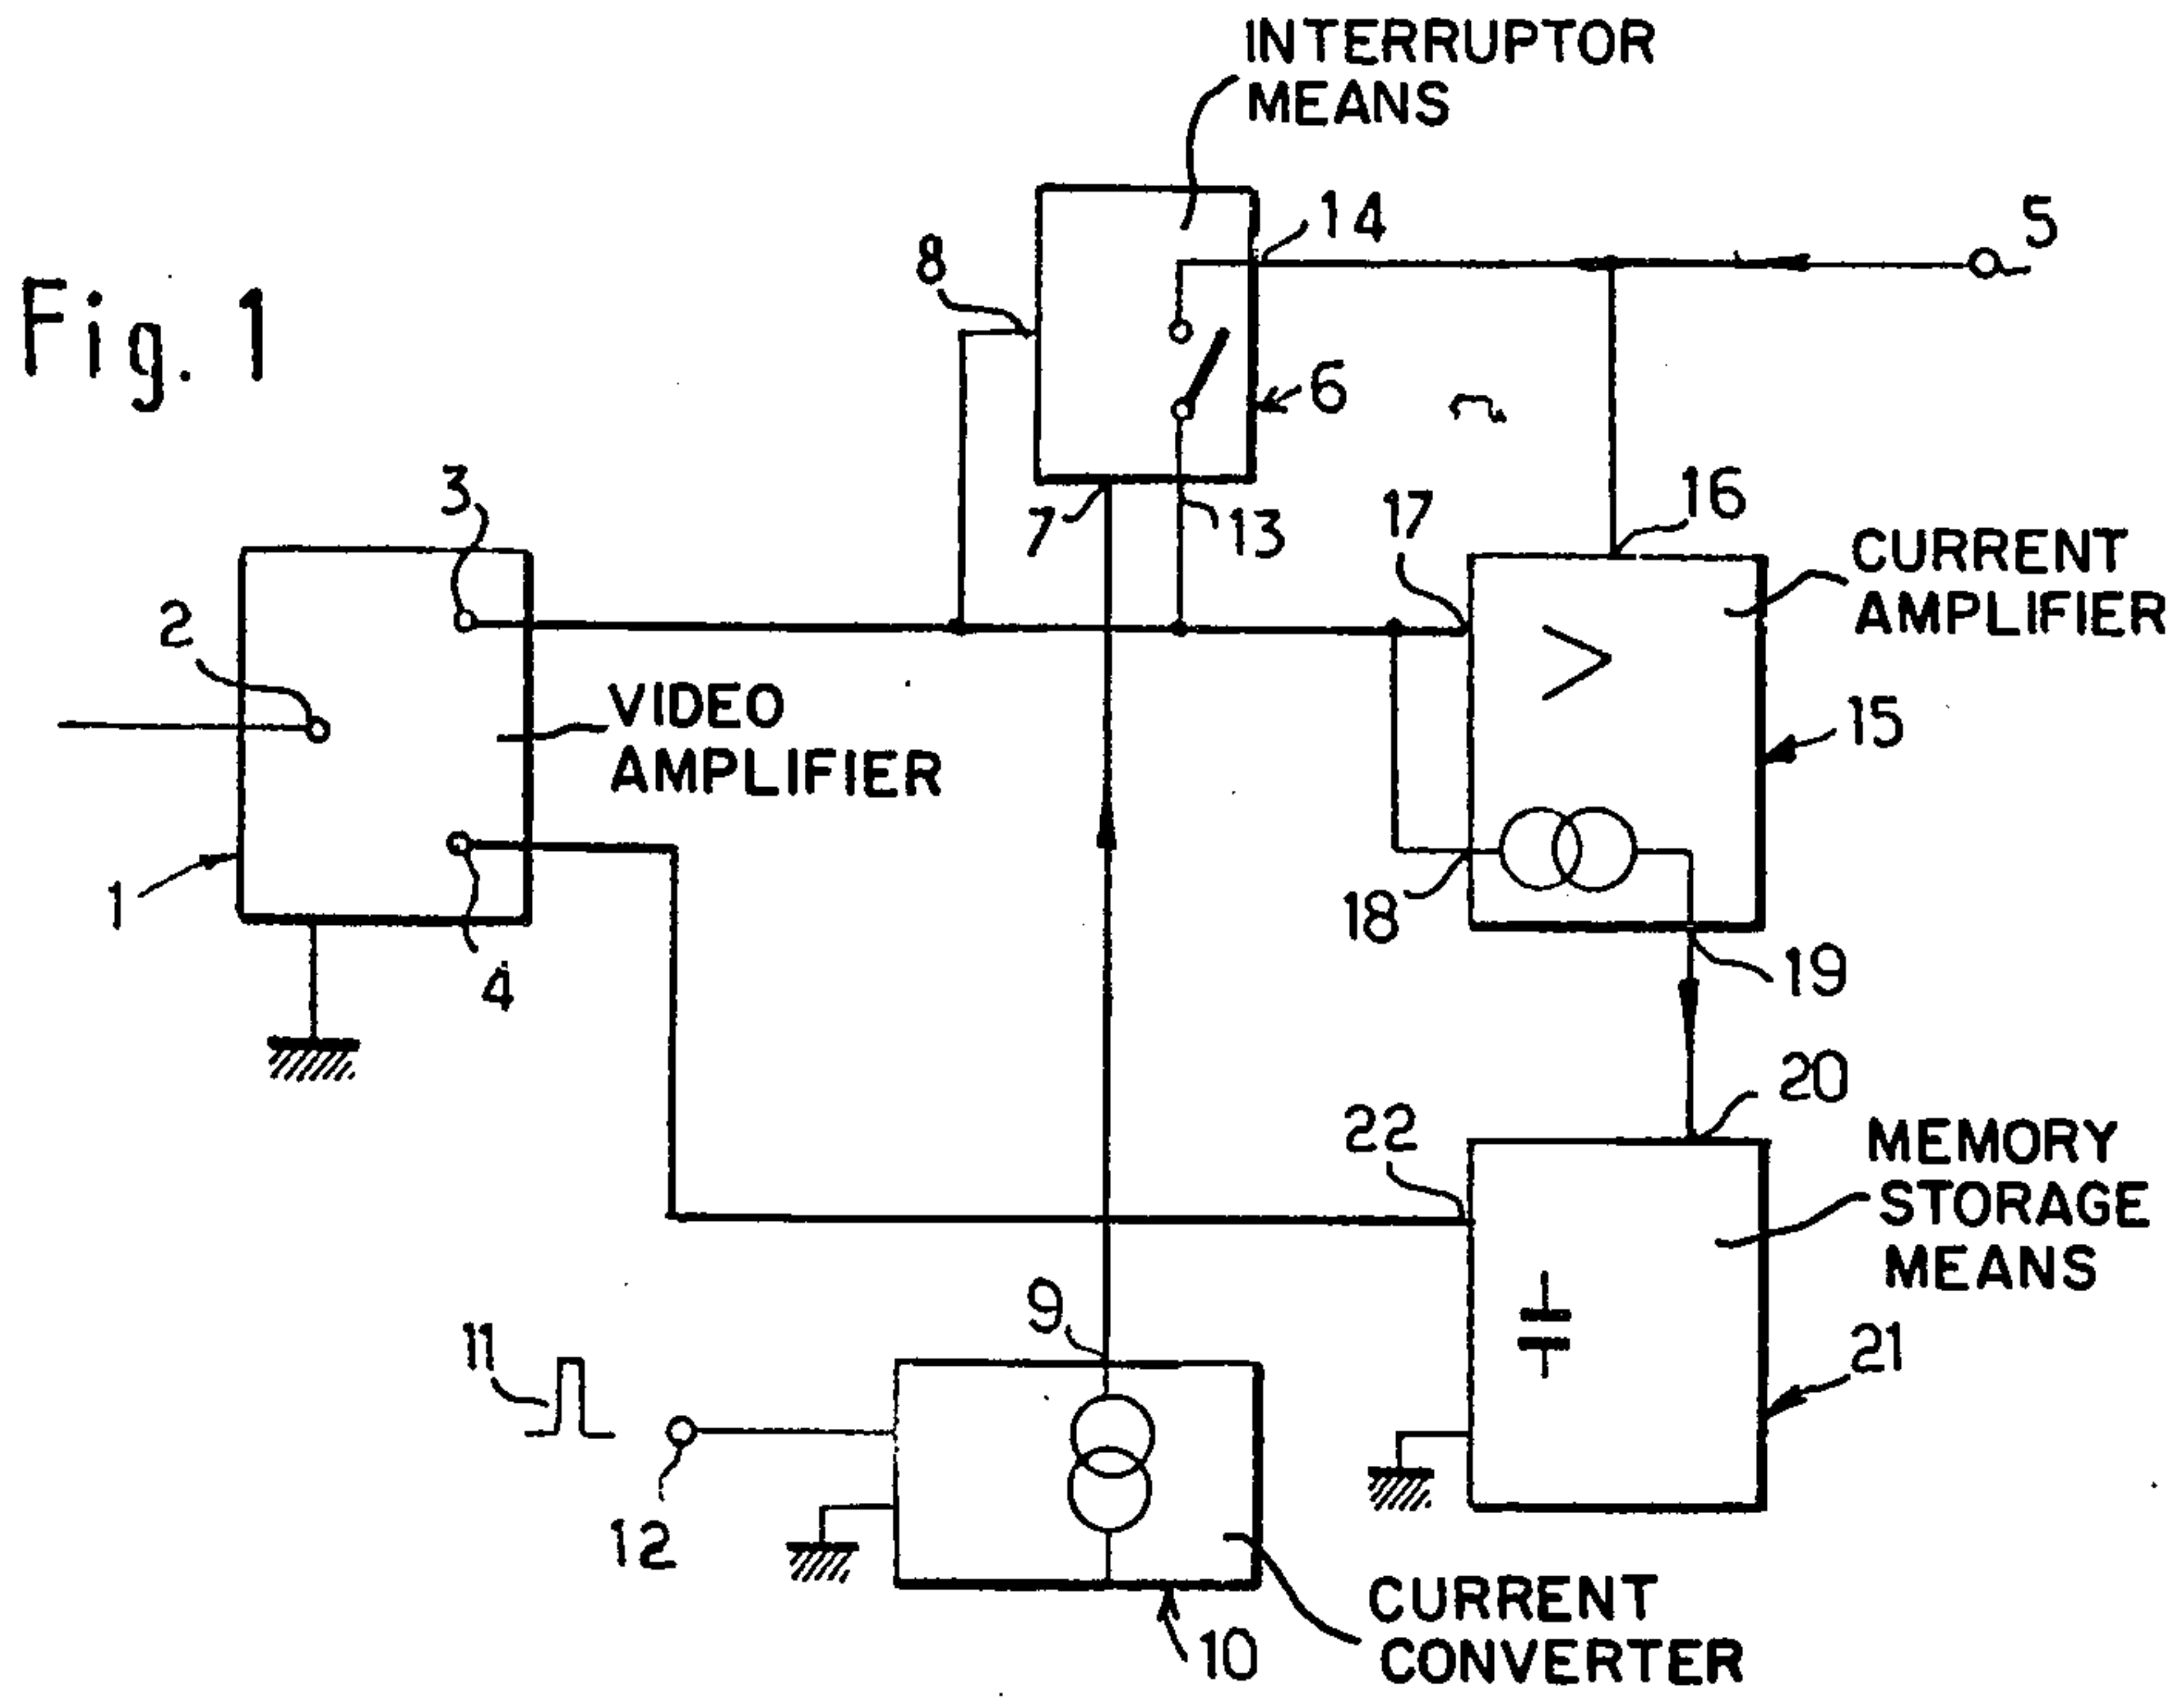 INTERRUPTOR
MEANS
14
5
8
Fig. 1
6
3
7
13
17
16
CURRENT
AMPLIFIER
2
>
VIDEO
AMPLIFIER
15
1
18
4
19
20
22
MEMORY
STORAGE
MEANS
9
11
21
12
CURRENT
CONVERTER
10